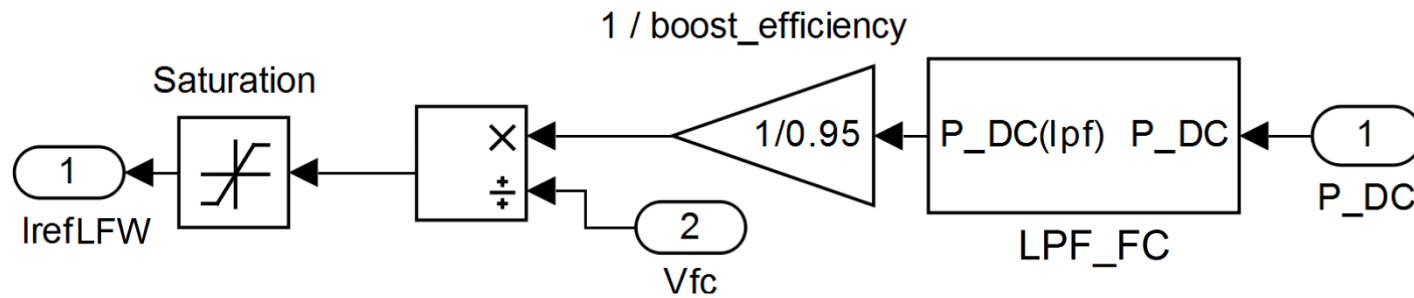 1 / boost_efficiency
Saturation
× 1/0.95 P_DC(lpf) P_DC 1
1 ÷
IrefLFW 2 P_DC
LPF_FC
Vfc